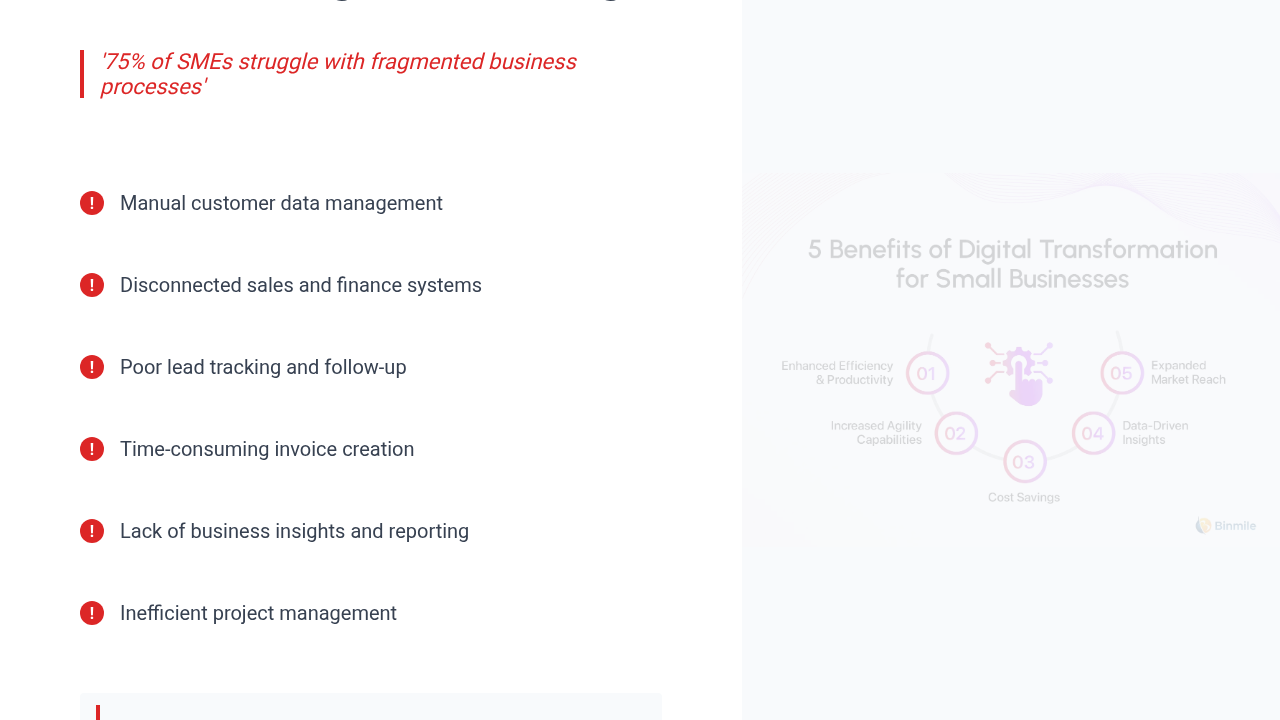 '75% of SMEs struggle with fragmented business
processes'
! Manual customer data management
! Disconnected sales and finance systems
! Poor lead tracking and follow-up
! Time-consuming invoice creation
! Lack of business insights and reporting
! Inefficient project management
5 Benefits of Digital Transformation
for Small Businesses
Enhanced Efficiency
& Productivity
01
Increased Agility
Capabilities
02
03
Cost Savings
04
Data-Driven
Insights
05
Expanded
Market Reach
Binmile